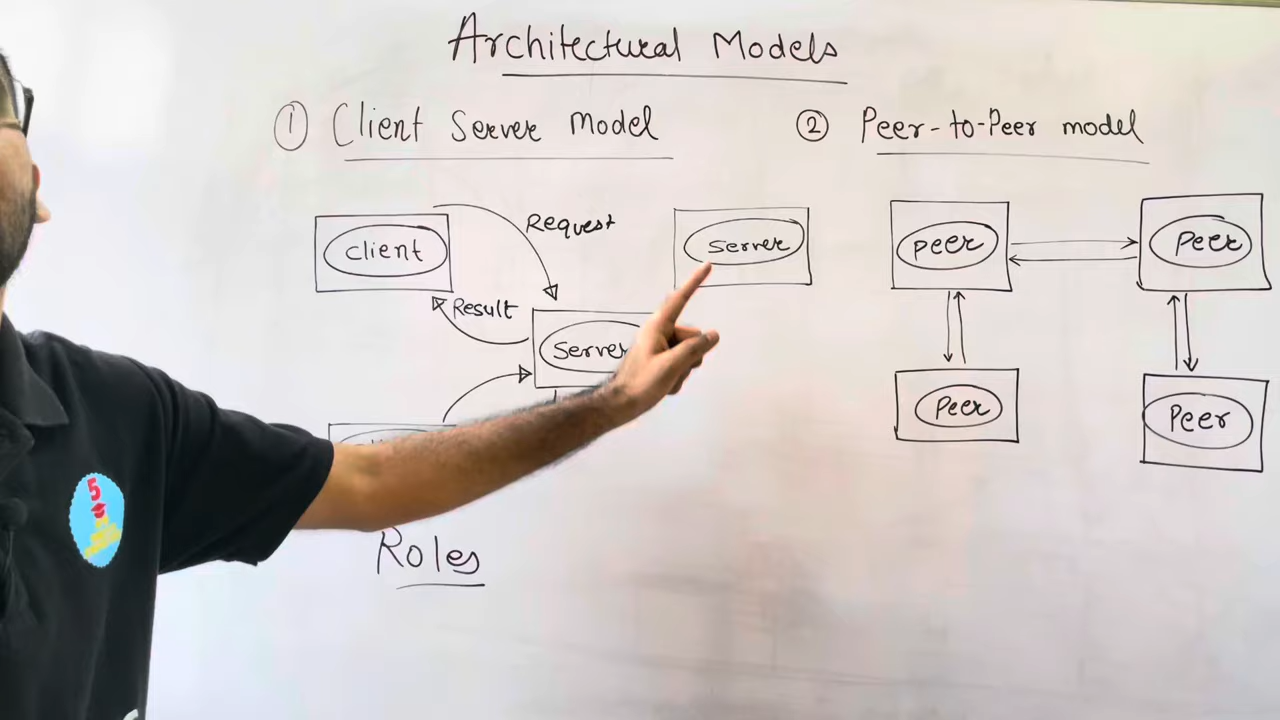 Architectural Models
① Client Server Model
② Peer-to-Peer model
Client
Request
Server
Peer
Peer
Result
Server
Peer
Peer
Roles
5